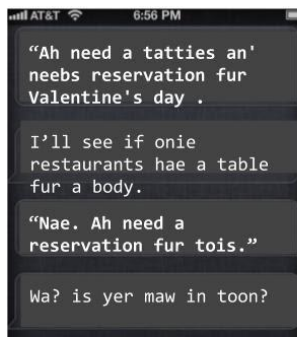 AT&T 6:56 PM
“Ah need a tatties an'
neebs reservation fur
Valentine's day .
I’ll see if onie
restaurants hae a table
fur a body.
“Nae. Ah need a
reservation fur tois.”
Wa? is yer maw in toon?